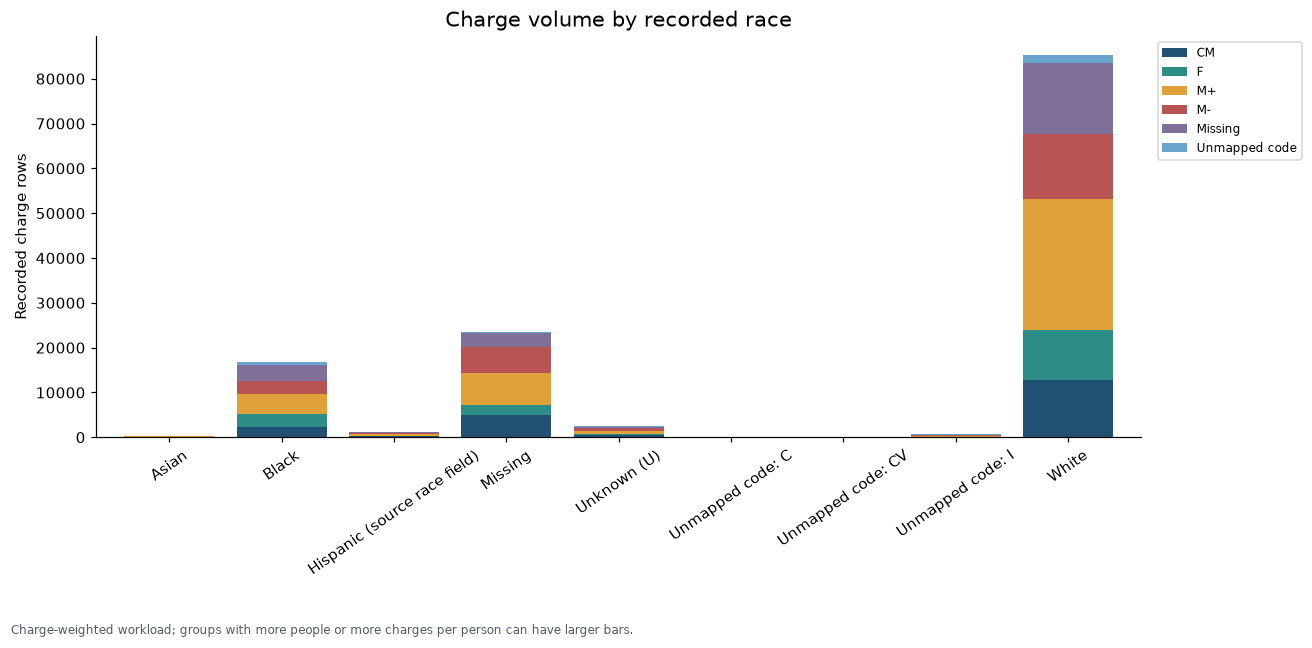 Charge volume by recorded race
Recorded charge rows
80000
70000
60000
50000
40000
30000
20000
10000
0
Asian
Black
Hispanic (source race field)
Missing
Unknown (U)
Unmapped code: C
Unmapped code: CV
Unmapped code: I
White
CM
F
M+
M-
Missing
Unmapped code
Charge-weighted workload; groups with more people or more charges per person can have larger bars.